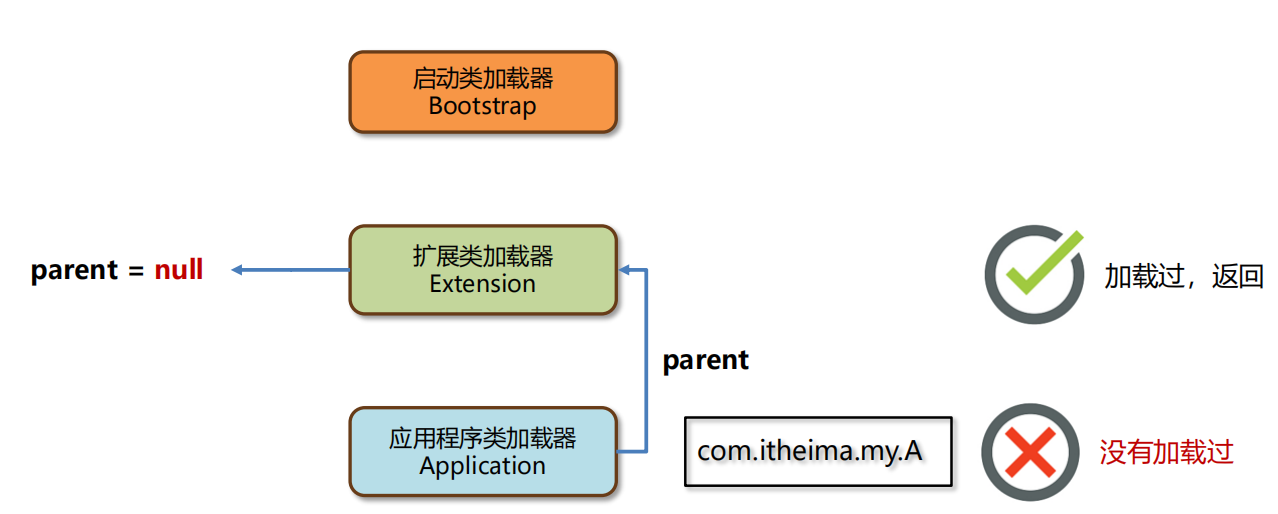 启动类加载器
Bootstrap
parent = null
扩展类加载器
Extension
加载过，返回
parent
应用程序类加载器
Application
com.itheima.my.A
没有加载过